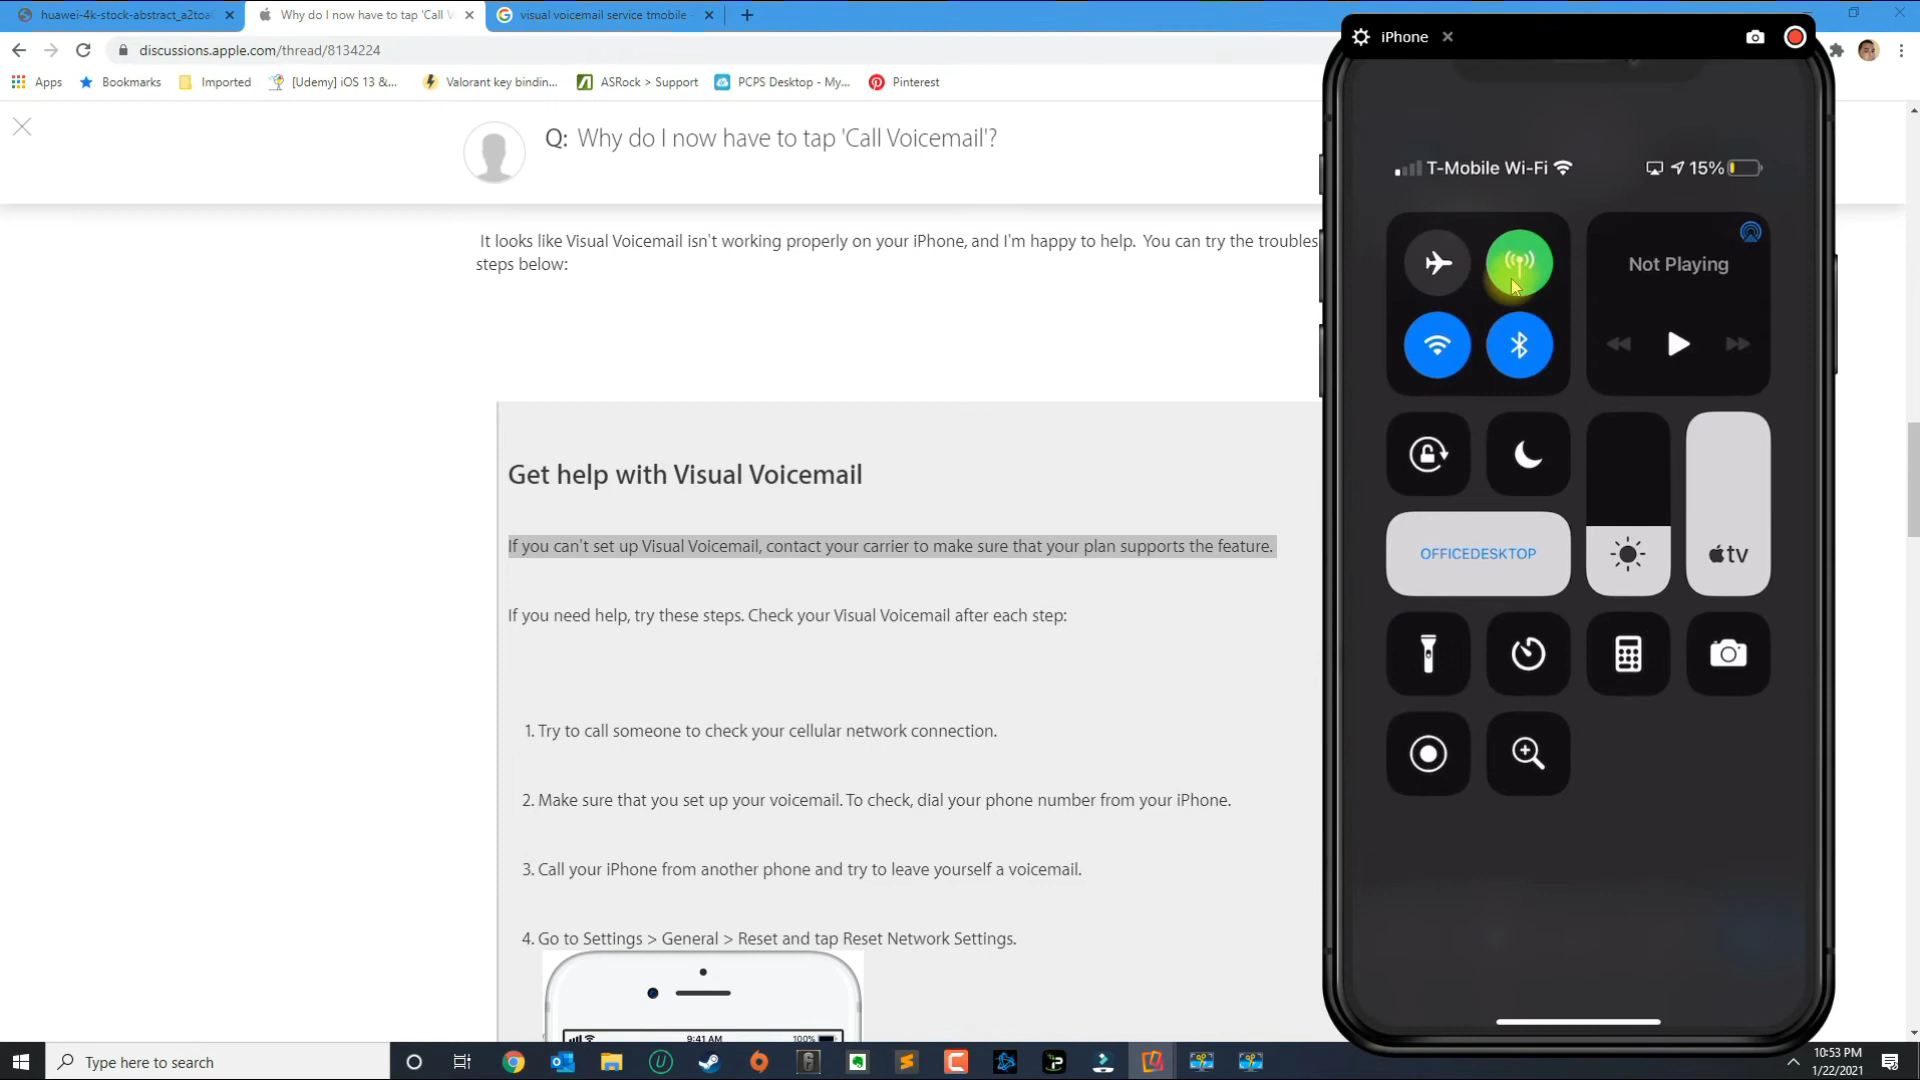 huawei-4k-stock-abstract_a2toa
Why do I now have to tap 'Call V
visual voicemail service tmobile
discussions.apple.com/thread/8134224
Apps
Bookmarks
Imported
[Udemy] iOS 13 &...
Valorant key bindin...
ASRock > Support
PCPS Desktop - My...
Pinterest
Q: Why do I now have to tap 'Call Voicemail'?
It looks like Visual Voicemail isn't working properly on your iPhone, and I'm happy to help. You can try the troubles
steps below:
Get help with Visual Voicemail
If you can't set up Visual Voicemail, contact your carrier to make sure that your plan supports the feature.
If you need help, try these steps. Check your Visual Voicemail after each step:
1. Try to call someone to check your cellular network connection.
2. Make sure that you set up your voicemail. To check, dial your phone number from your iPhone.
3. Call your iPhone from another phone and try to leave yourself a voicemail.
4. Go to Settings > General > Reset and tap Reset Network Settings.
9:41 AM
100%
iPhone
T-Mobile Wi-Fi
15%
Not Playing
OFFICEDESKTOP
tv
Type here to search
10:53 PM
1/22/2021